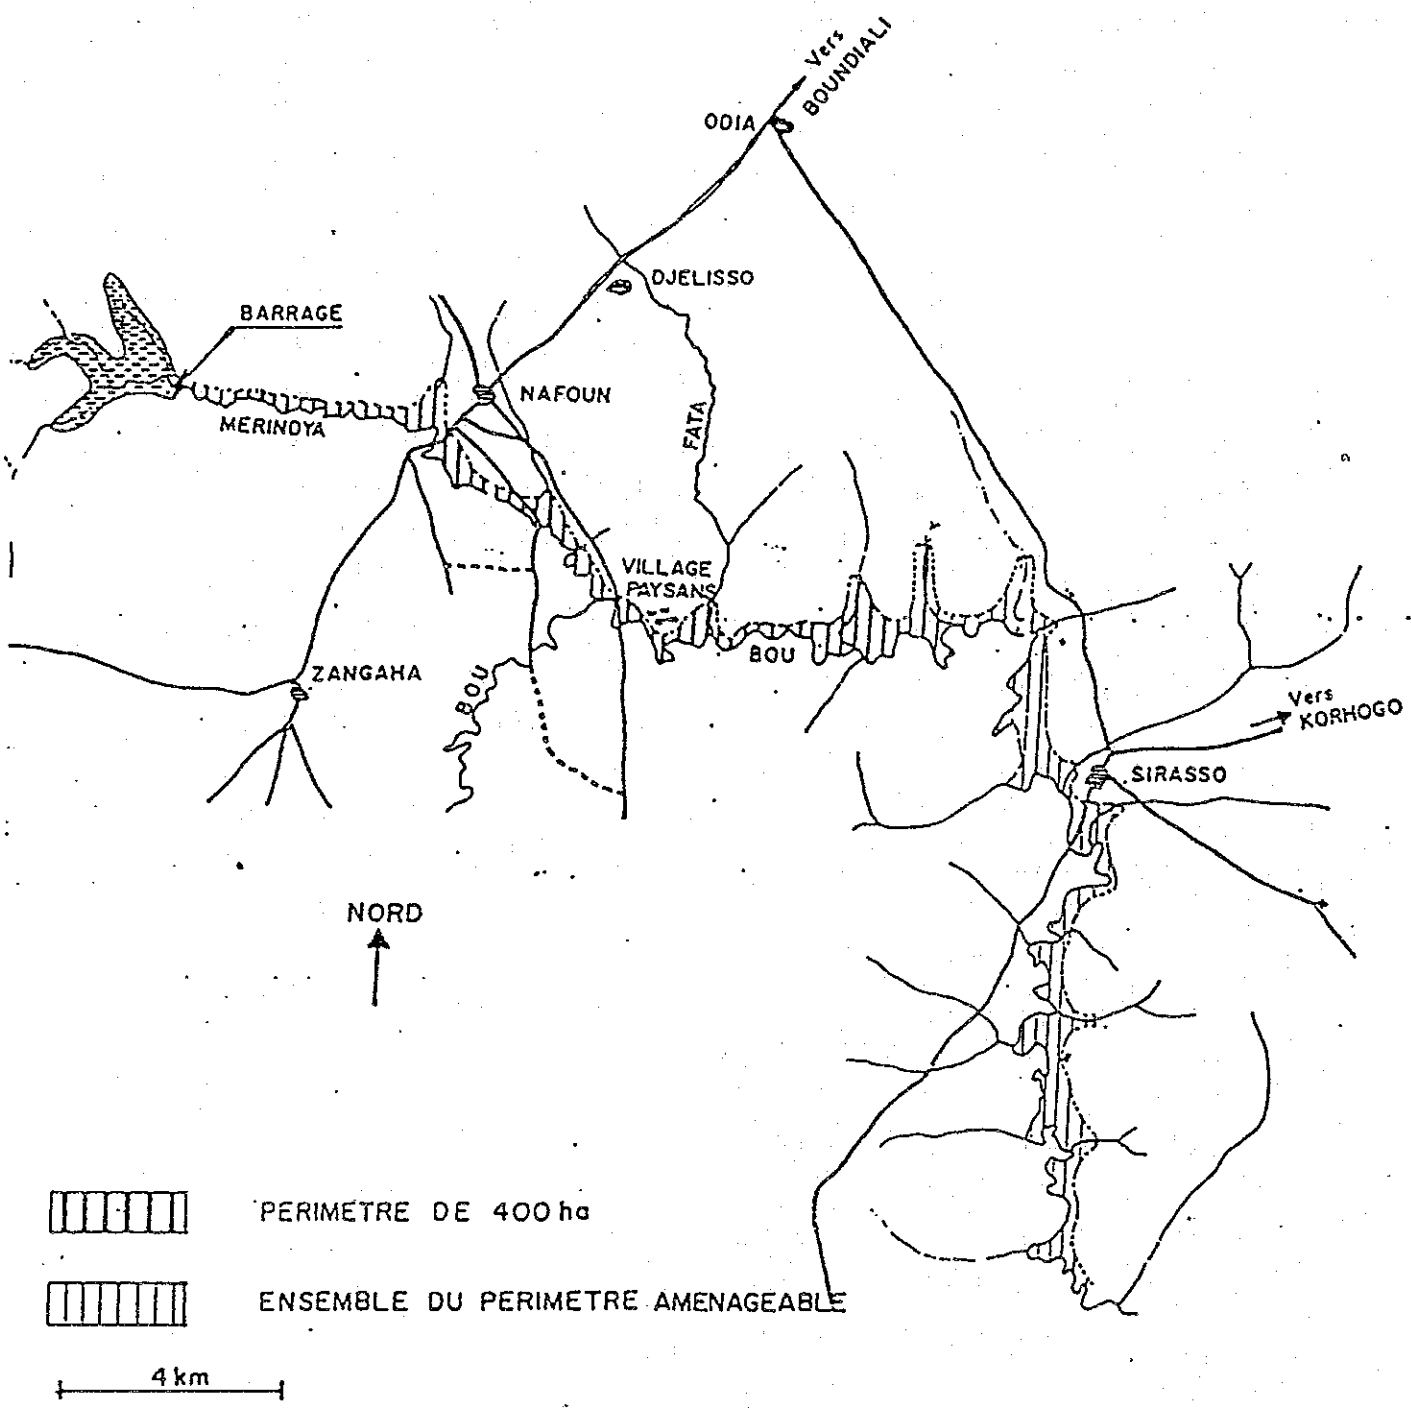 Vers
BOUNDIALI
ODIA
DJELISSO
BARRAGE
NAFOUN
MERINOYA
FATA
VILLAGE
PAYSANS
BOU
BOU
ZANGAHA
Vers
KORHOGO
SIRASSO
NORD
PERIMETRE DE 400 ha
ENSEMBLE DU PERIMETRE AMENAGEABLE
4 km